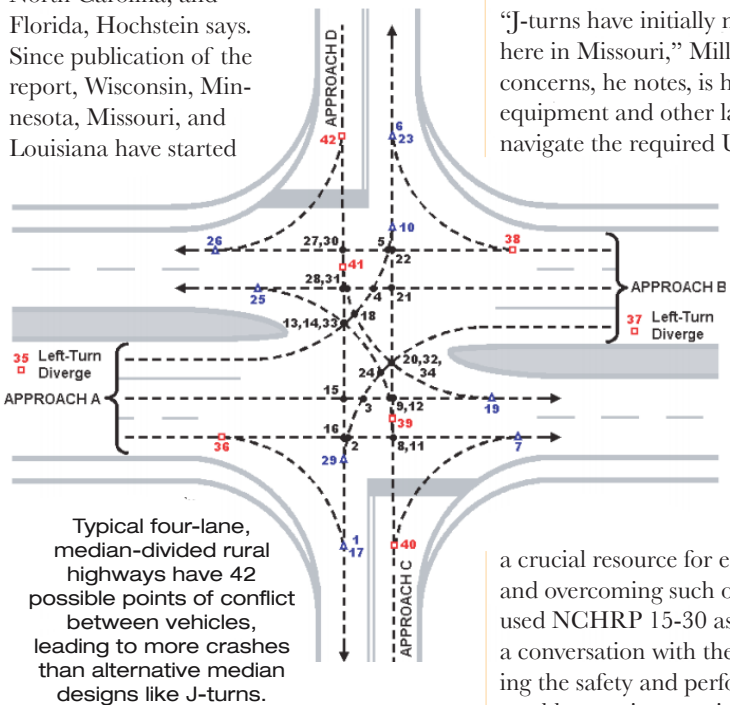 North Carolina, and
Florida, Hochstein says.
Since publication of the
report, Wisconsin, Min-
nesota, Missouri, and
Louisiana have started
"J-turns have initially
here in Missouri," Mill
concerns, he notes, is
equipment and other
navigate the required
APPROACH D
42
6
23
10
26
27,30
5
22
38
41
28,31
25
4
21
APPROACH B
13,14,33
18
37 Left-Turn
Diverge
35 Left-Turn
Diverge
20,32,
34
24
APPROACH A
15
3
9,12
19
39
16
2
8,11
36
29
7
1
17
40
APPROACH C
Typical four-lane,
median-divided rural
highways have 42
possible points of conflict
between vehicles,
leading to more crashes
than alternative median
designs like J-turns.
a crucial resource for
and overcoming such
used NCHRP 15-30 as
a conversation with the
ing the safety and